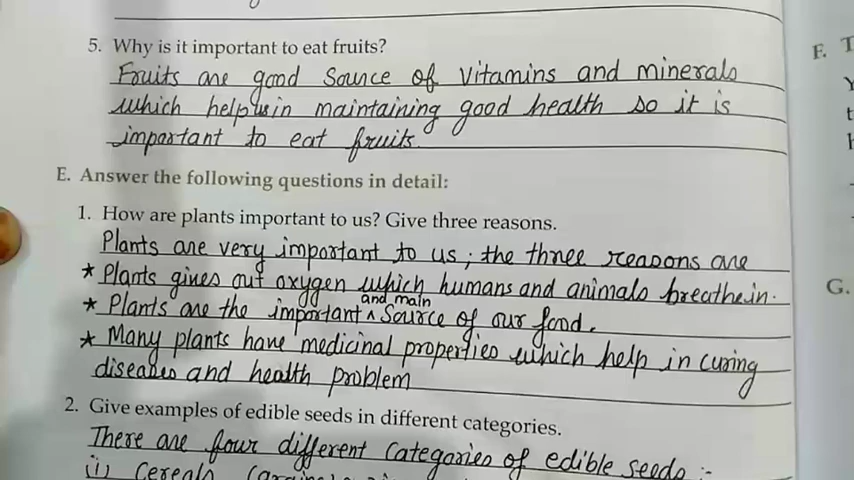 5. Why is it important to eat fruits?
Fruits are good Source of Vitamins and minerals
which help us in maintaining good health so it is
important to eat fruits.
E. Answer the following questions in detail:
1. How are plants important to us? Give three reasons.
Plants are very important to us; the three reasons are
* Plants gives out oxygen which humans and animals breathe in.
* Plants are the important and main Source of our food.
* Many plants have medicinal properties which help in curing
diseases and health problem
2. Give examples of edible seeds in different categories.
There are four different Categories of edible seeds :-
(i) Cereals
F. T
G.